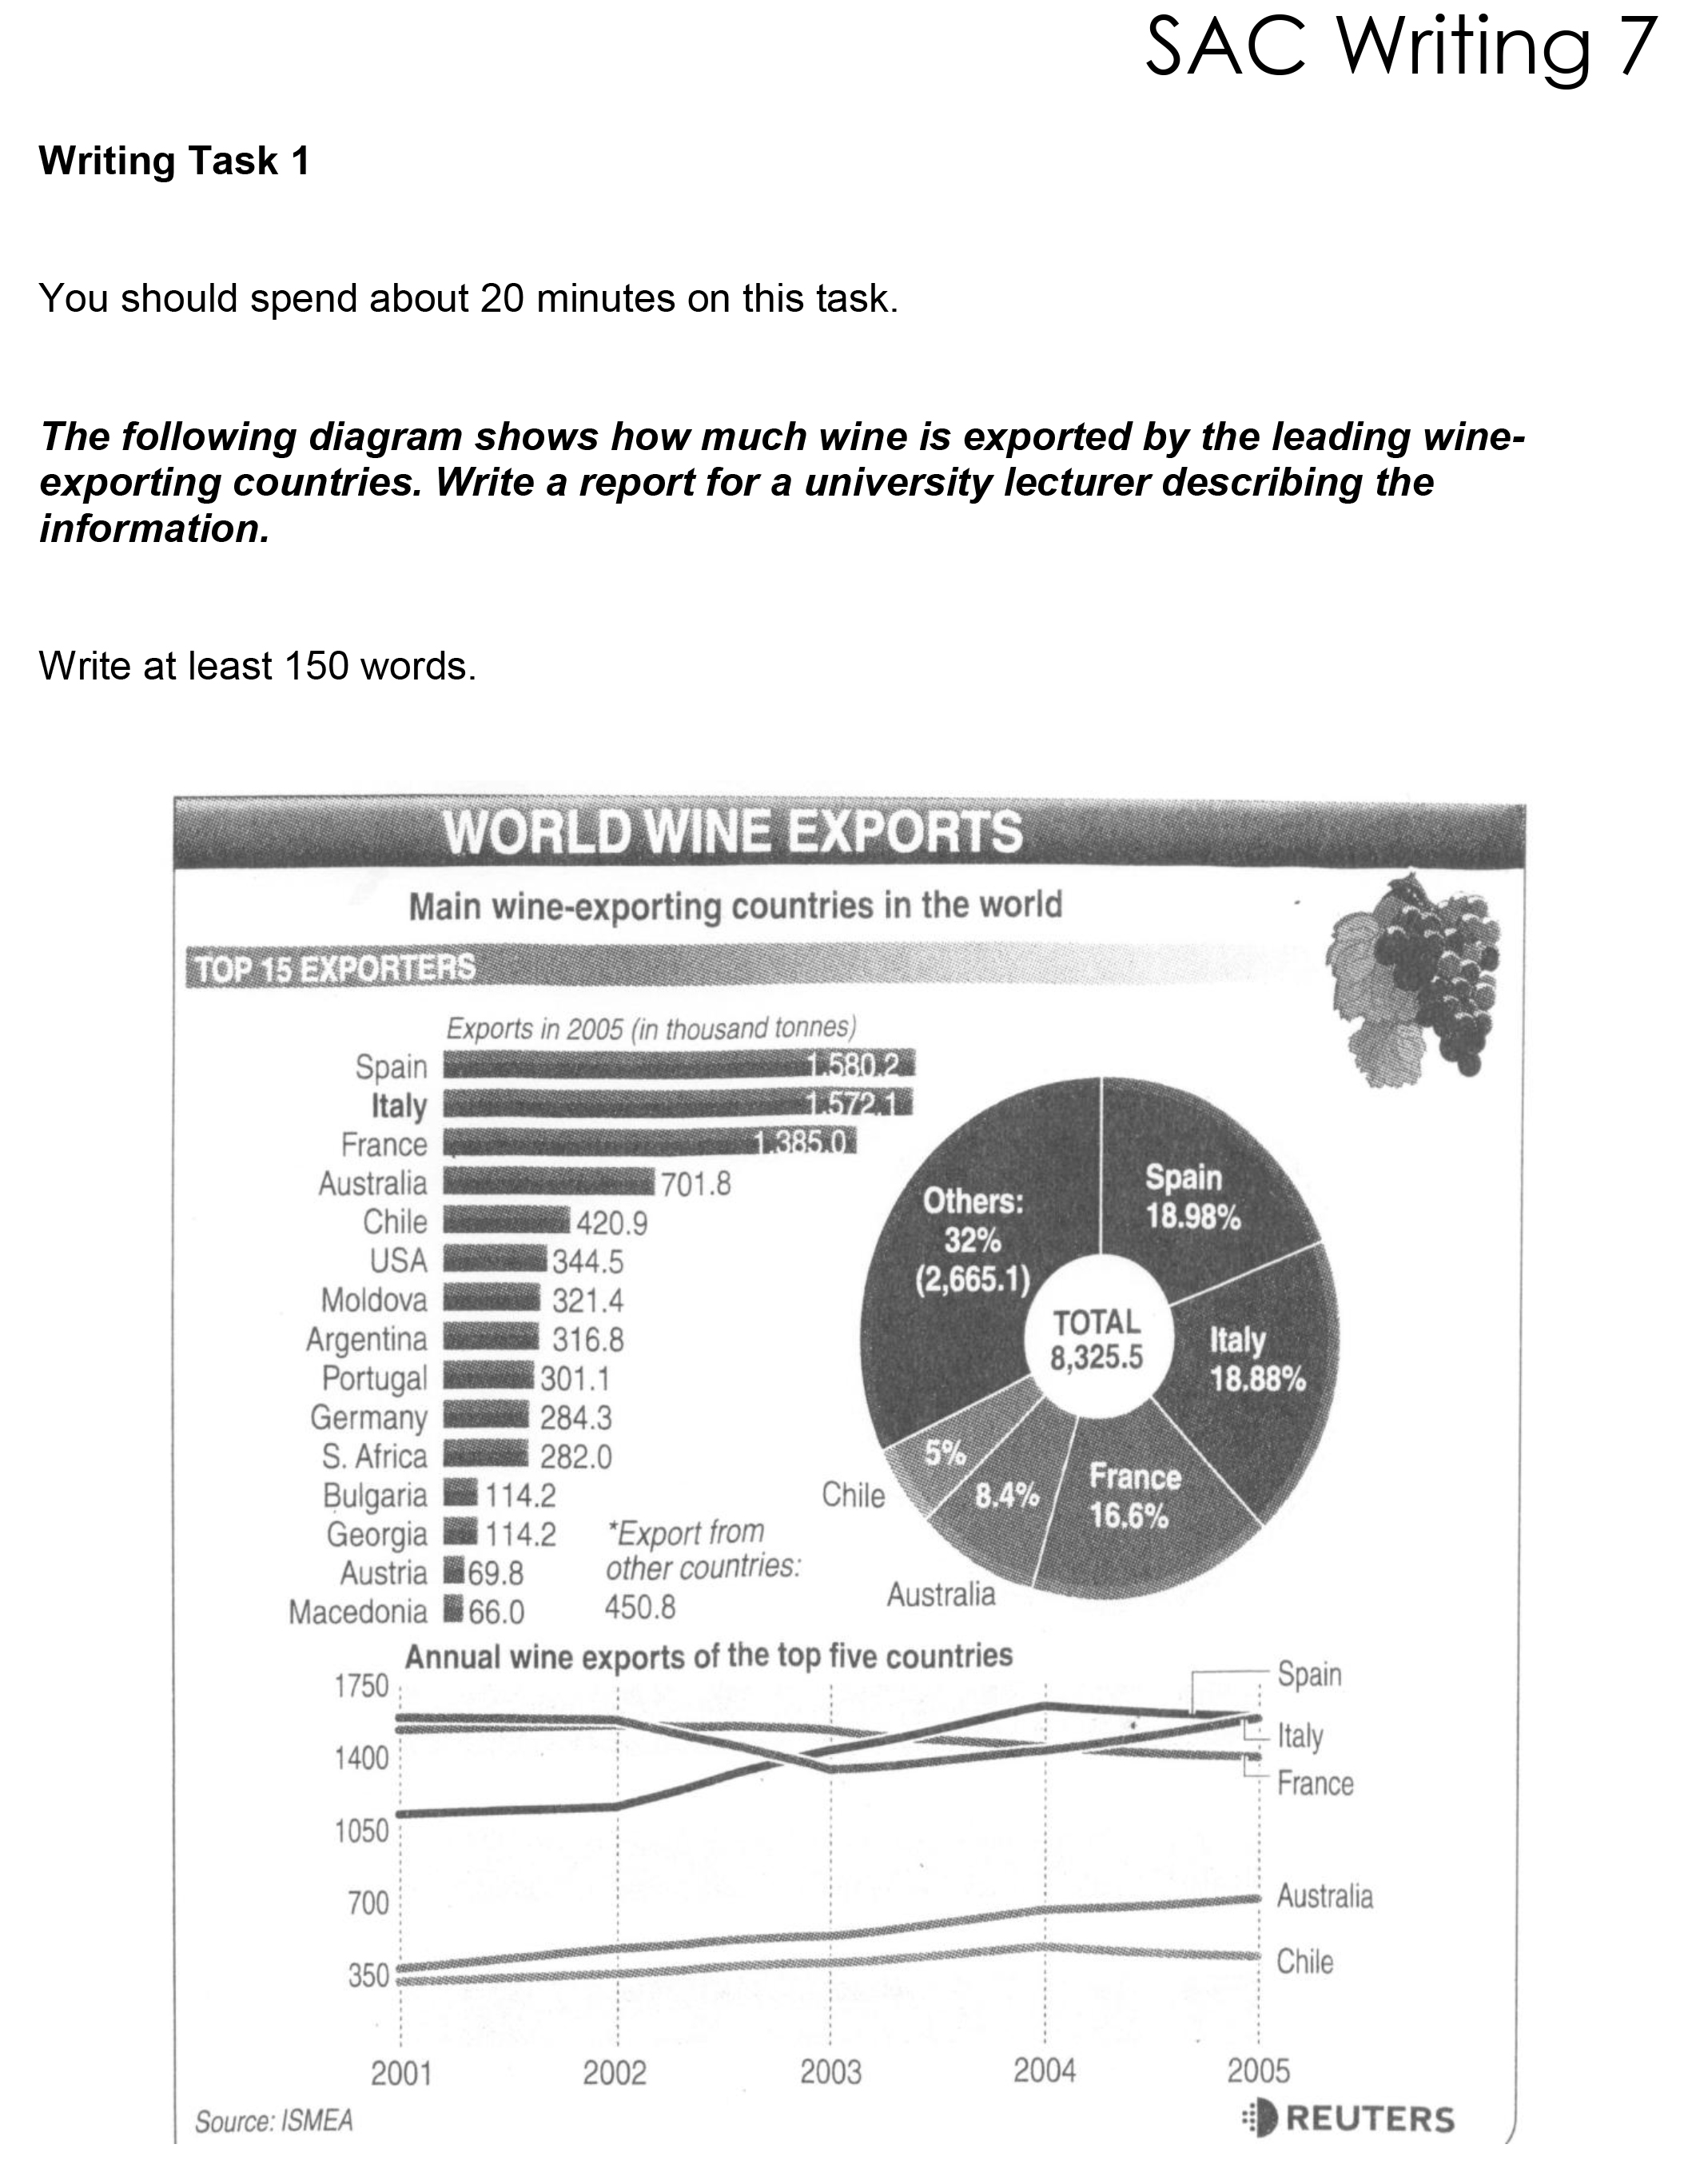 SAC Writing 7
Writing Task 1
You should spend about 20 minutes on this task.
The following diagram shows how much wine is exported by the leading wine-
exporting countries. Write a report for a university lecturer describing the
information.
Write at least 150 words.
WORLD WINE EXPORTS
Main wine-exporting countries in the world
TOP 15 EXPORTERS
Exports in 2005 (in thousand tonnes)
Spain 1.580.2
Italy 1.572.1
France 1.385.0
Australia 701.8
Chile 420.9
USA 344.5
Moldova 321.4
Argentina 316.8
Portugal 301.1
Germany 284.3
S. Africa 282.0
Bulgaria 114.2
Georgia 114.2
Austria 69.8
Macedonia 66.0
*Export from
other countries:
450.8
Spain
18.98%
Italy
18.88%
France
16.6%
8.4%
Australia
5%
Chile
Others:
32%
(2,665.1)
TOTAL
8,325.5
Annual wine exports of the top five countries
1750
1400
1050
700
350
Spain
Italy
France
Australia
Chile
2001 2002 2003 2004 2005
Source: ISMEA
REUTERS